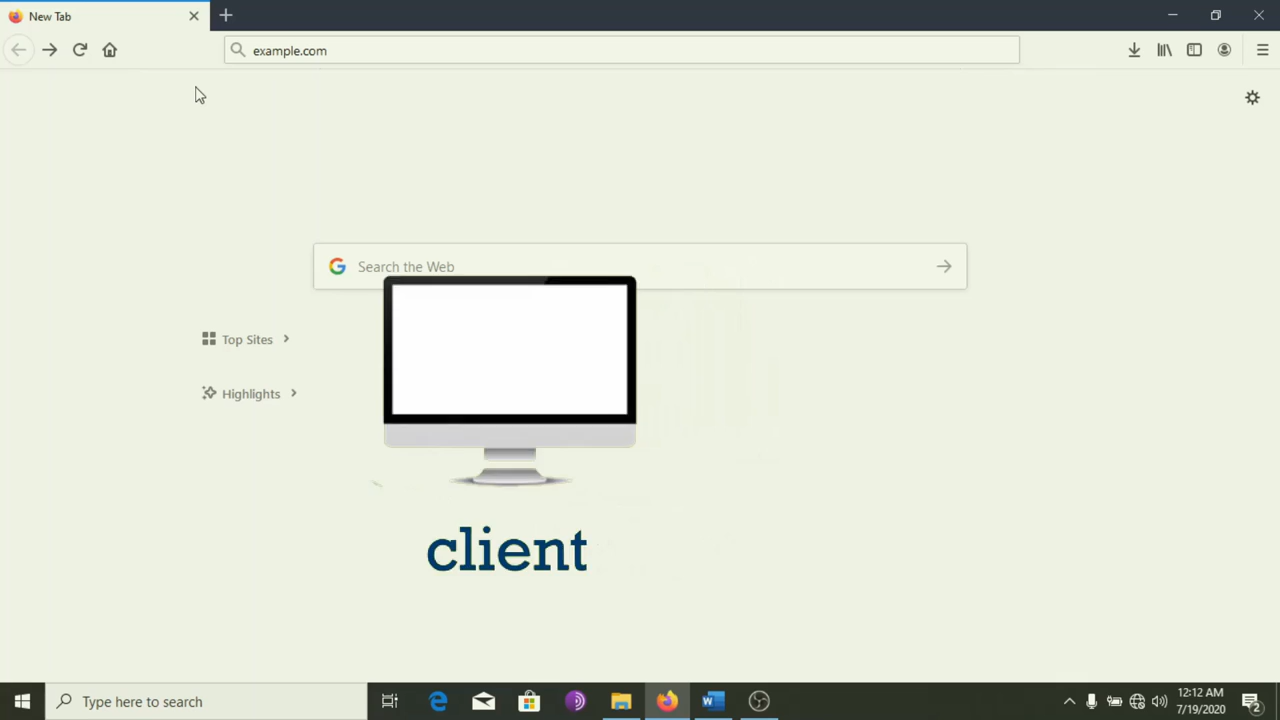 New Tab
example.com
Search the Web
Top Sites
Highlights
client
Type here to search
12:12 AM
7/19/2020
2